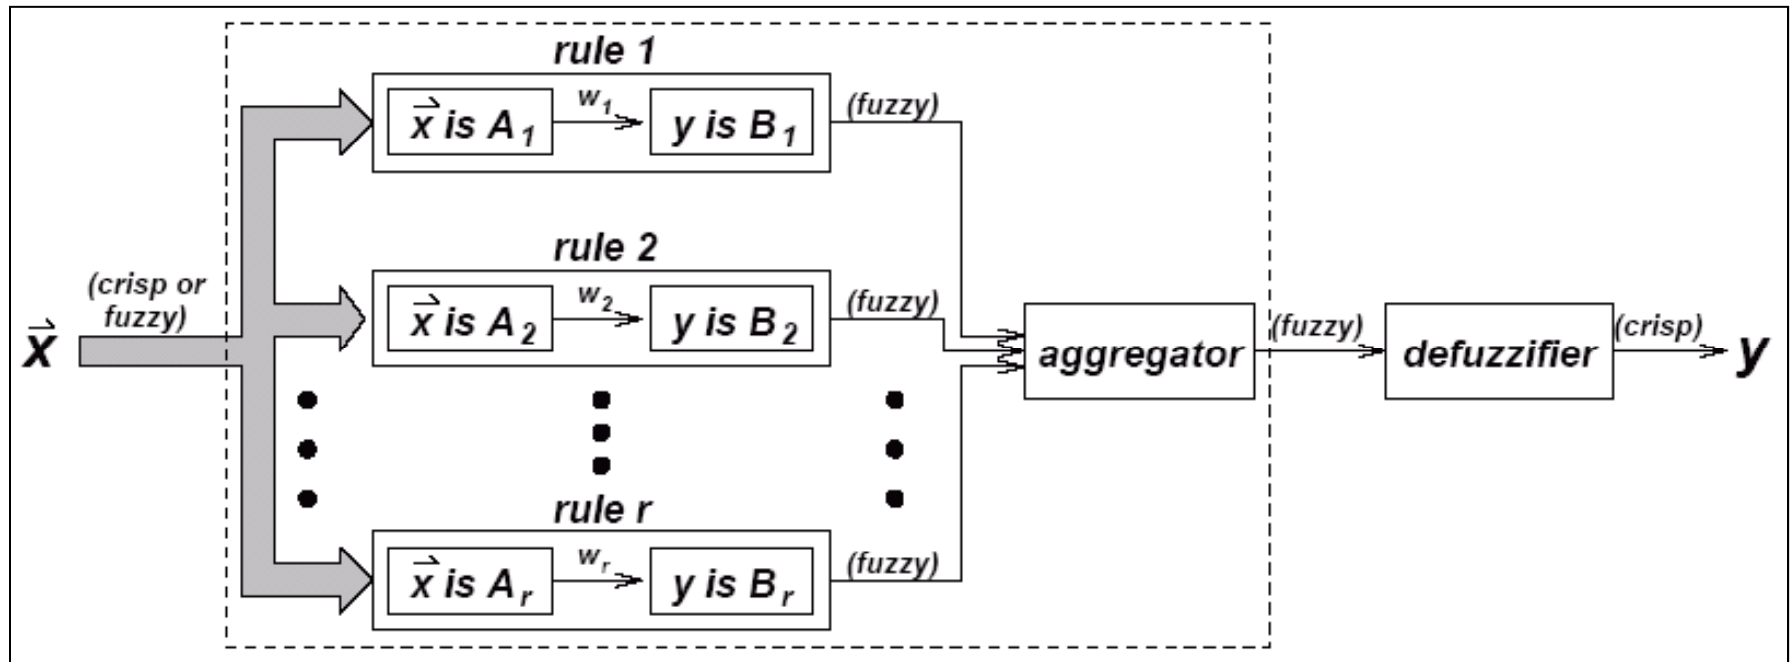 rule 1
x⃗ is A₁
w₁
y is B₁
(fuzzy)
rule 2
x⃗ is A₂
w₂
y is B₂
(fuzzy)
(crisp or
fuzzy)
x⃗
aggregator
(fuzzy)
defuzzifier
(crisp)
y
rule r
x⃗ is Aᵣ
wᵣ
y is Bᵣ
(fuzzy)